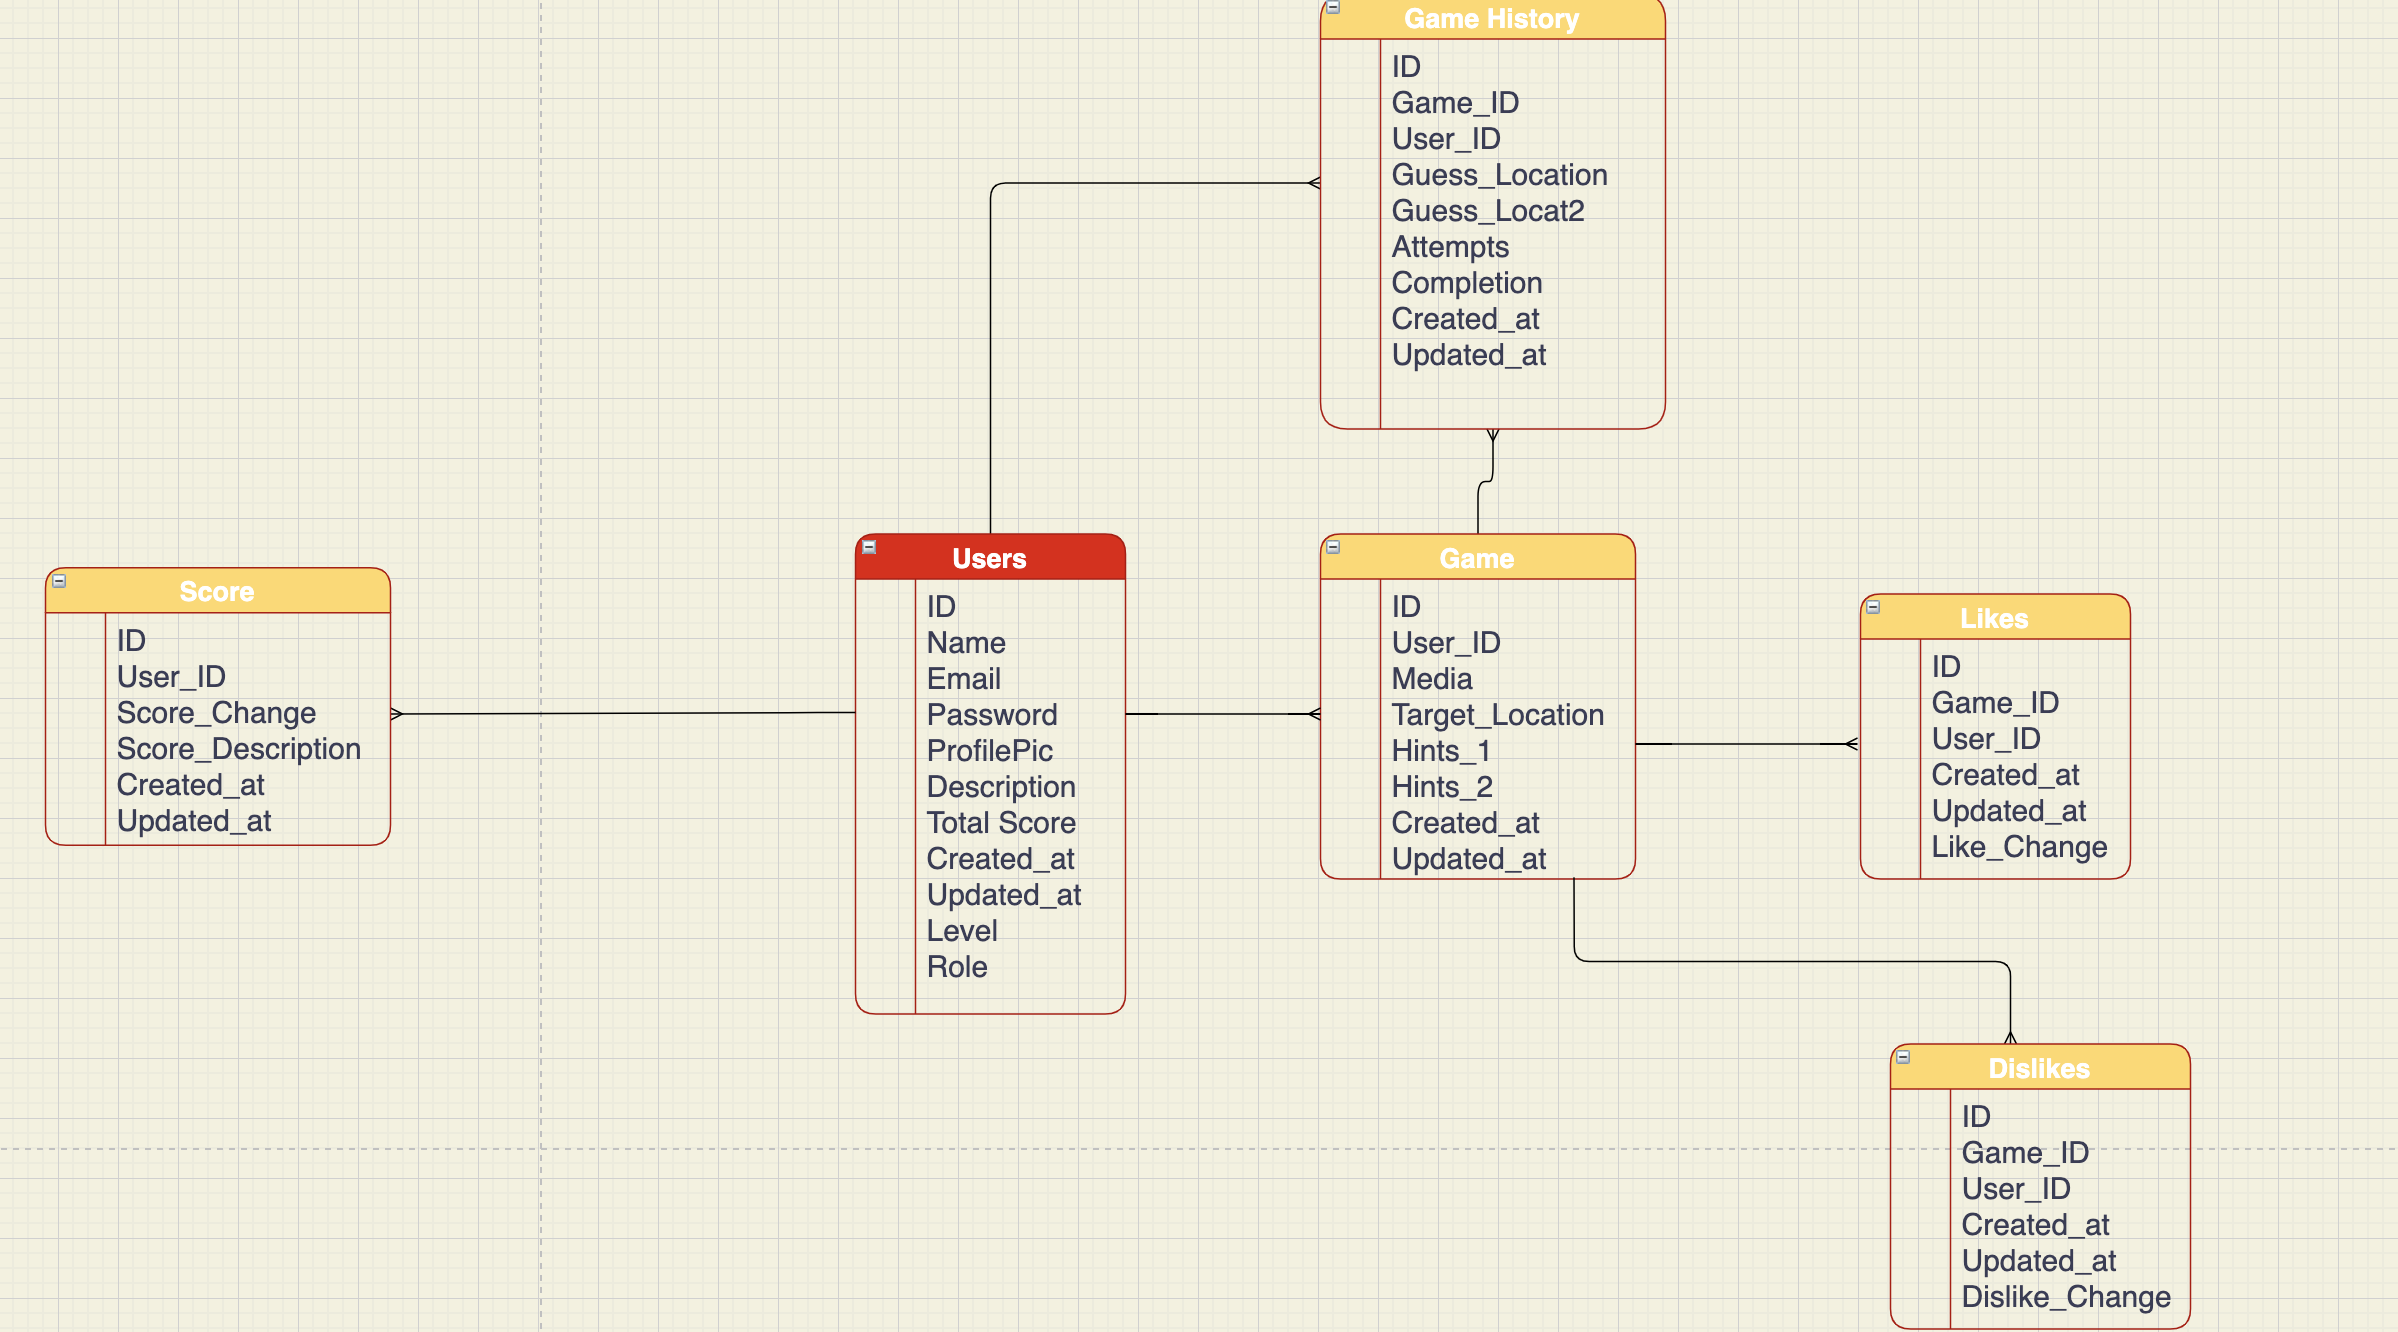 Game History
ID
Game_ID
User_ID
Guess_Location
Guess_Locat2
Attempts
Completion
Created_at
Updated_at
Score
ID
User_ID
Score_Change
Score_Description
Created_at
Updated_at
Users
ID
Name
Email
Password
ProfilePic
Description
Total Score
Created_at
Updated_at
Level
Role
Game
ID
User_ID
Media
Target_Location
Hints_1
Hints_2
Created_at
Updated_at
Likes
ID
Game_ID
User_ID
Created_at
Updated_at
Like_Change
Dislikes
ID
Game_ID
User_ID
Created_at
Updated_at
Dislike_Change